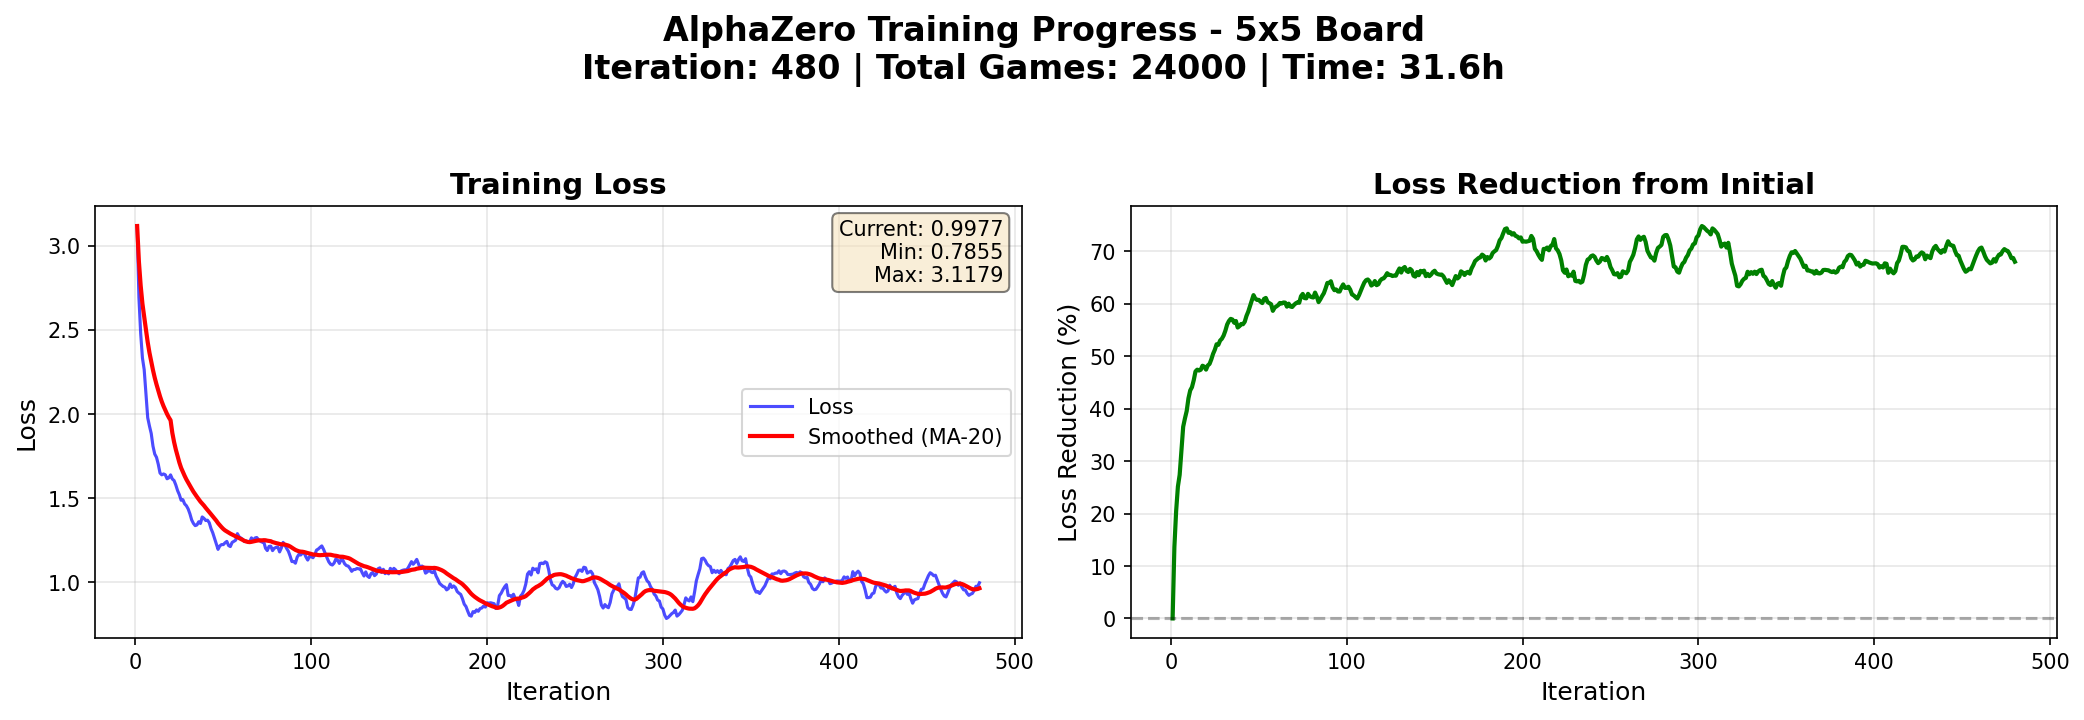 AlphaZero Training Progress - 5x5 Board
Iteration: 480 | Total Games: 24000 | Time: 31.6h
Training Loss
Loss
3.0
2.5
2.0
1.5
1.0
Current: 0.9977
Min: 0.7855
Max: 3.1179
Loss
Smoothed (MA-20)
0 100 200 300 400 500
Iteration
Loss Reduction from Initial
Loss Reduction (%)
70
60
50
40
30
20
10
0
0 100 200 300 400 500
Iteration